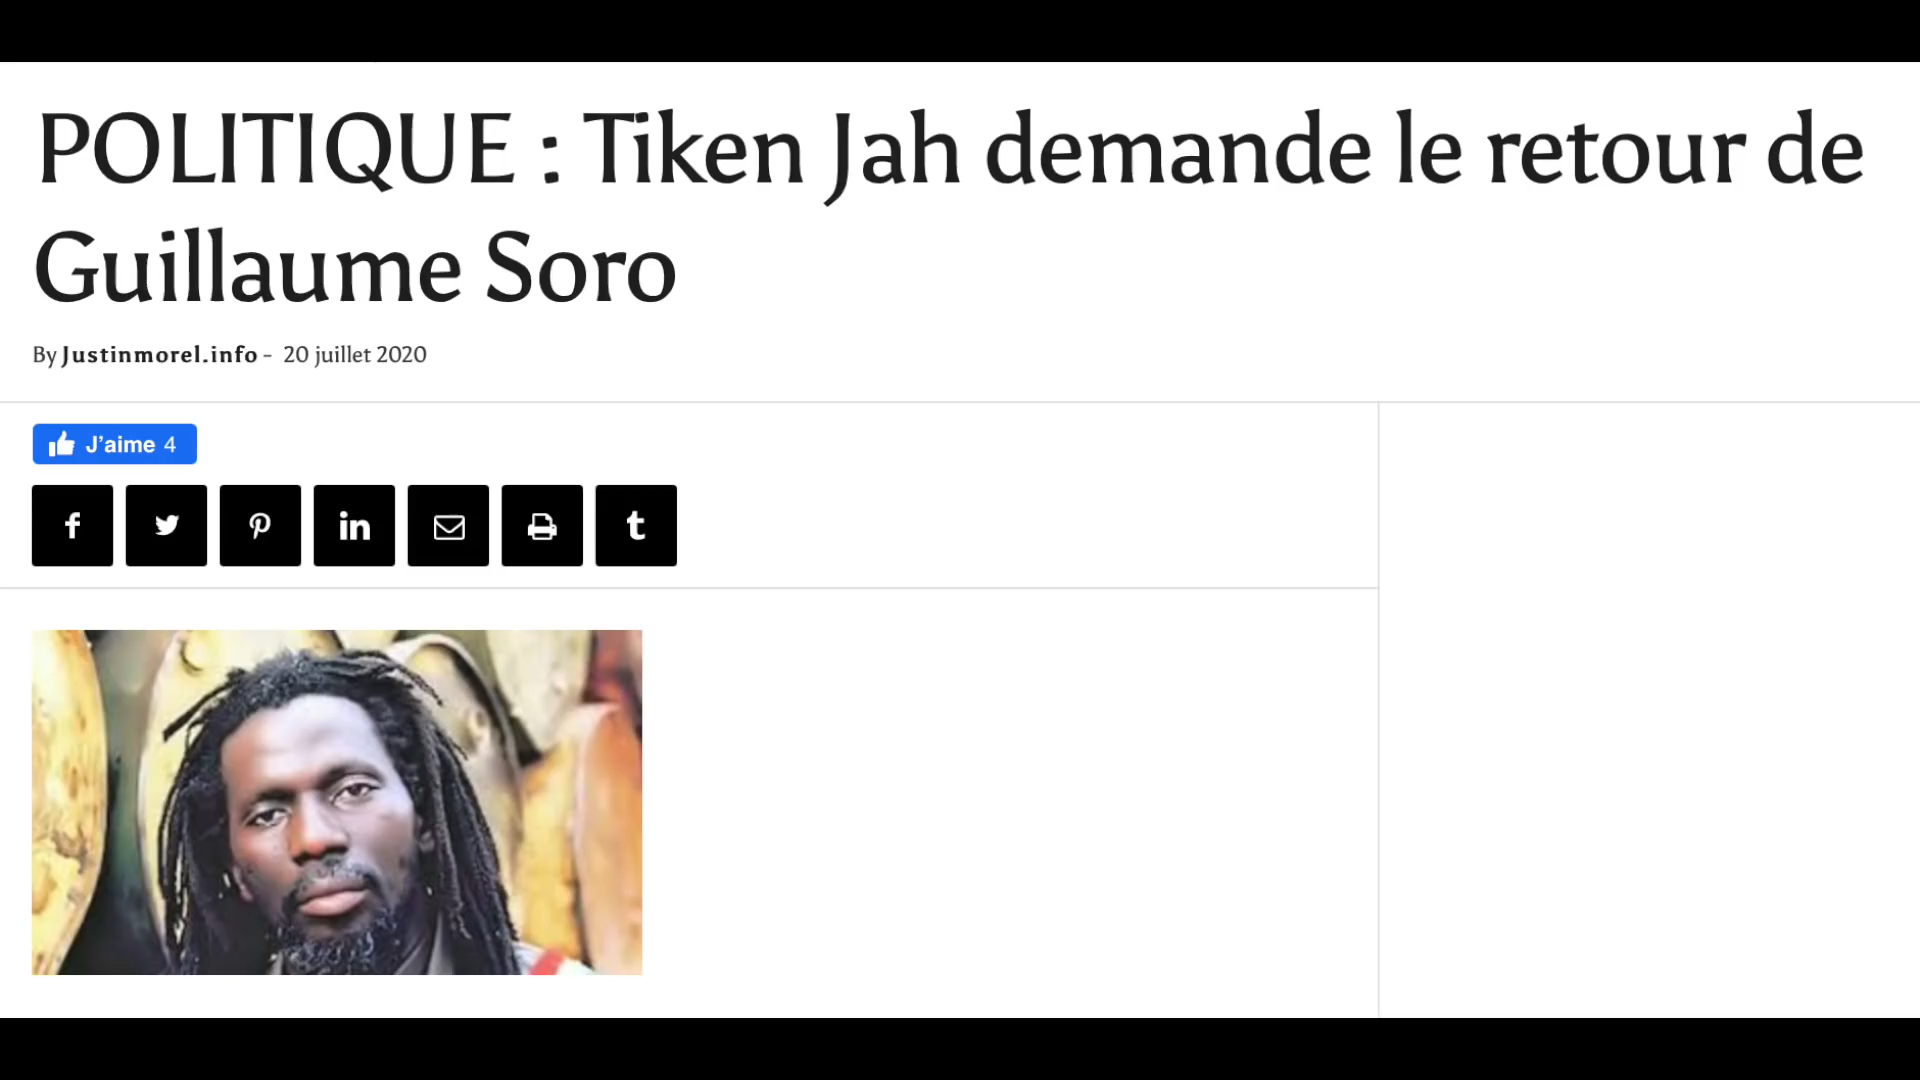 POLITIQUE : Tiken Jah demande le retour de
Guillaume Soro
By Justinmorel.info - 20 juillet 2020
J’aime 4